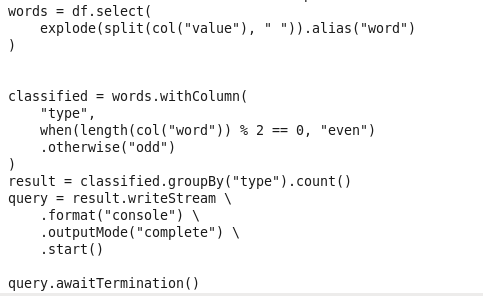 words = df.select(
    explode(split(col("value"), " ")).alias("word")
)
classified = words.withColumn(
    "type",
    when(length(col("word")) % 2 == 0, "even")
    .otherwise("odd")
)
result = classified.groupBy("type").count()
query = result.writeStream \
    .format("console") \
    .outputMode("complete") \
    .start()
query.awaitTermination()